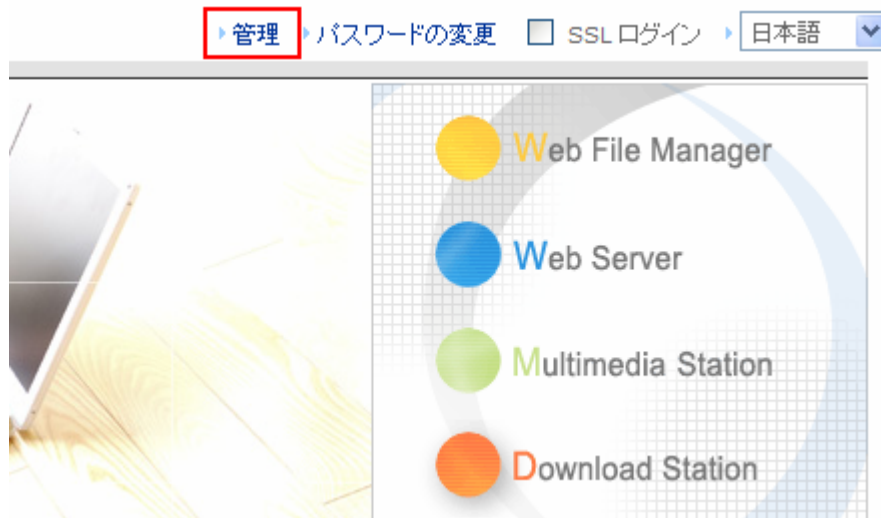 管理 パスワードの変更 SSL ログイン 日本語
Web File Manager
Web Server
Multimedia Station
Download Station